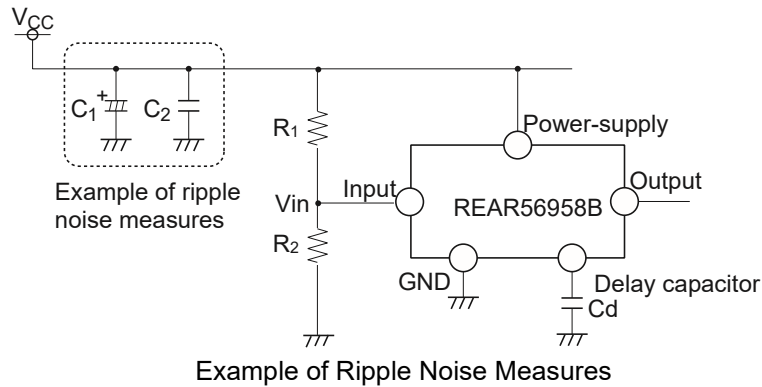 VCC
C1
+
C2
Example of ripple
noise measures
R1
Vin
R2
Input
Power-supply
REAR56958B
Output
GND
Delay capacitor
Cd
Example of Ripple Noise Measures